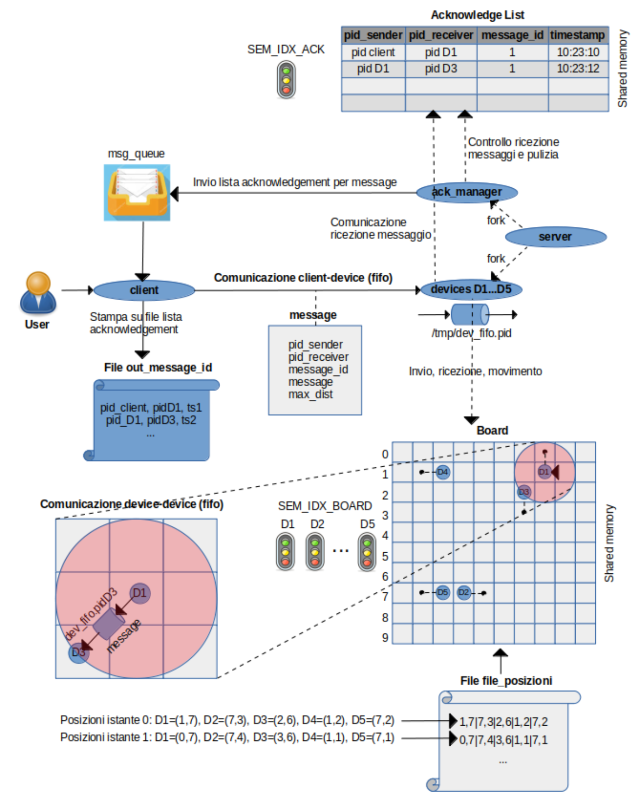 Acknowledge List
pid_sender pid_receiver message_id timestamp
pid client pid D1 1 10:23:10
pid D1 pid D3 1 10:23:12
Shared memory
SEM_IDX_ACK
Controllo ricezione
messaggi e pulizia
msg_queue
Invio lista acknowledgement per message
ack_manager
Comunicazione
ricezione messaggio
fork
server
fork
Comunicazione client-device (fifo)
client
devices D1...D5
User
Stampa su file lista
acknowledgement
message
/tmp/dev_fifo.pid
pid_sender
pid_receiver
message_id
message
max_dist
File out_message_id
Invio, ricezione, movimento
pid_client, pidD1, ts1
pid_D1, pidD3, ts2
...
Board
0
1
2
3
4
5
6
7
8
9
D4
D1
D3
D5
D2
Shared memory
Comunicazione device-device (fifo)
SEM_IDX_BOARD
D1 D2 ... D5
D1
dev_fifo.pidD3
message
D3
File file_posizioni
Posizioni istante 0: D1=(1,7), D2=(7,3), D3=(2,6), D4=(1,2), D5=(7,2)
1,7|7,3|2,6|1,2|7,2
Posizioni istante 1: D1=(0,7), D2=(7,4), D3=(3,6), D4=(1,1), D5=(7,1)
0,7|7,4|3,6|1,1|7,1
...